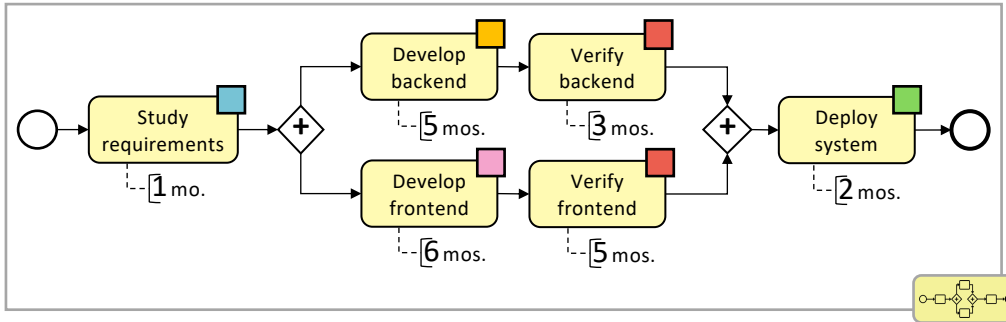 Study
requirements
1 mo.
+
Develop
backend
5 mos.
Verify
backend
3 mos.
Develop
frontend
6 mos.
Verify
frontend
5 mos.
+
Deploy
system
2 mos.